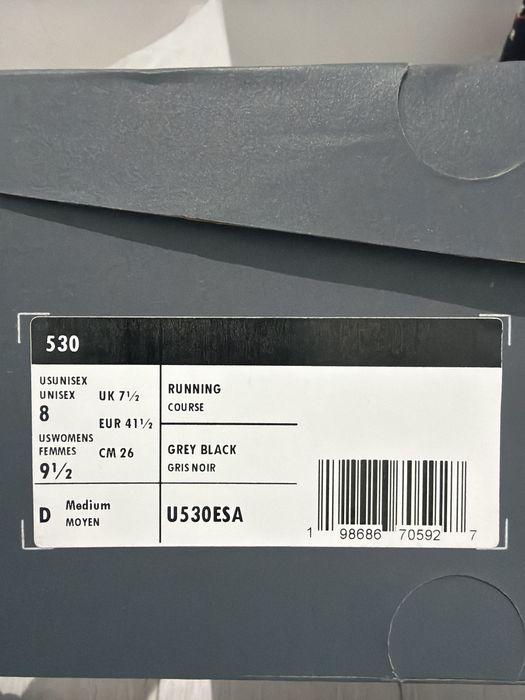 530
USUNISEX
UNISEX
8
USWOMENS
FEMMES
9½
UK 7½
EUR 41½
CM 26
RUNNING
COURSE
GREY BLACK
GRIS NOIR
D Medium
MOYEN
U530ESA
1 98686 70592 7